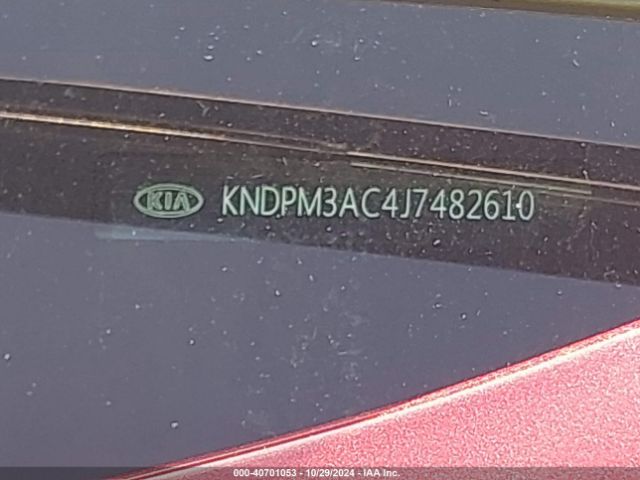 KIA KNDPM3AC4J7482610
000-40701053 - 10/29/2024 - IAA Inc.